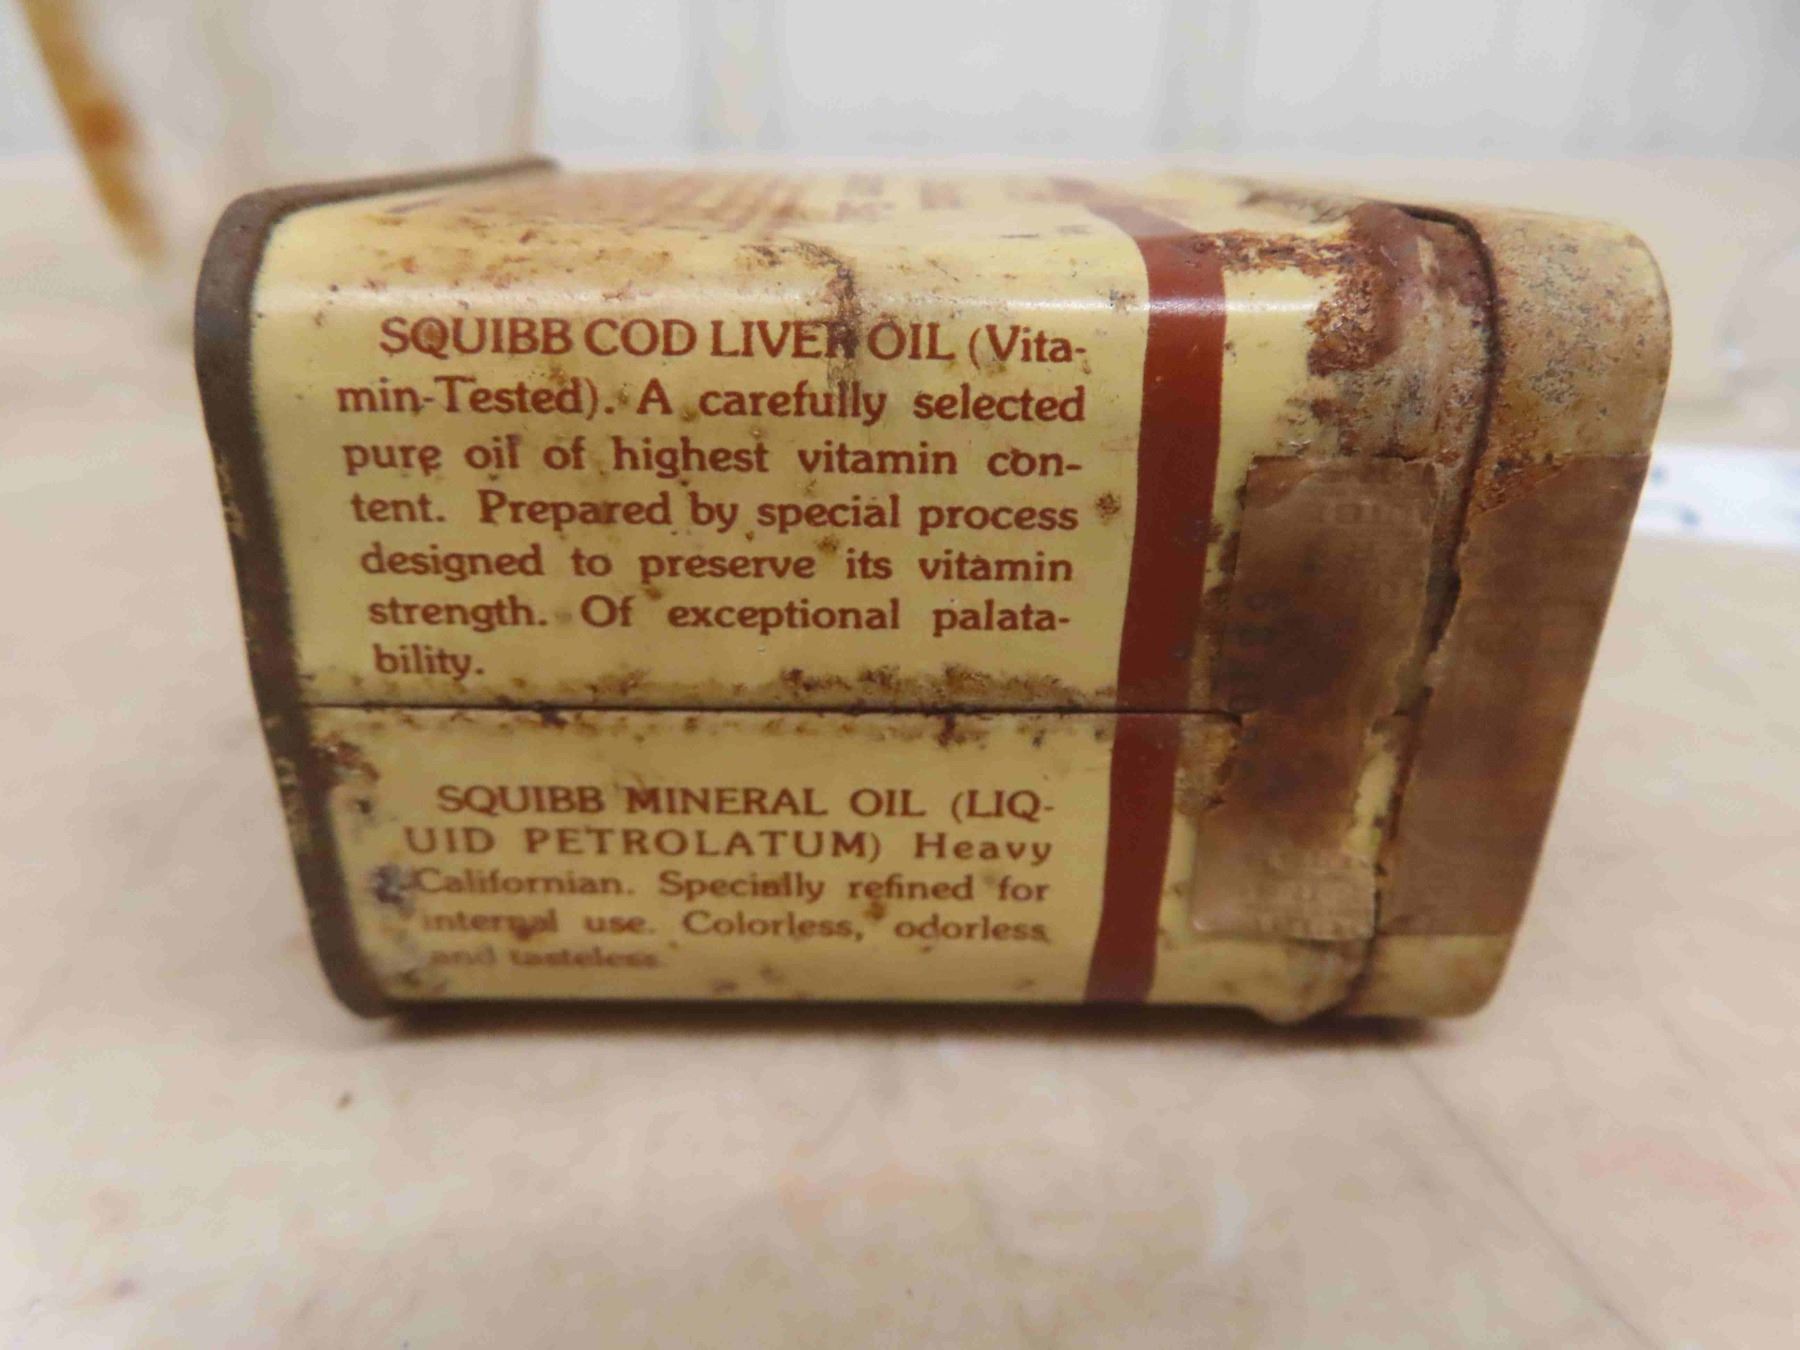 SQUIBB COD LIVER OIL (Vita-
min-Tested). A carefully selected
pure oil of highest vitamin con-
tent. Prepared by special process
designed to preserve its vitamin
strength. Of exceptional palata-
bility.
SQUIBB MINERAL OIL (LIQ-
UID PETROLATUM) Heavy
Californian. Specially refined for
internal use. Colorless, odorless
and tasteless.